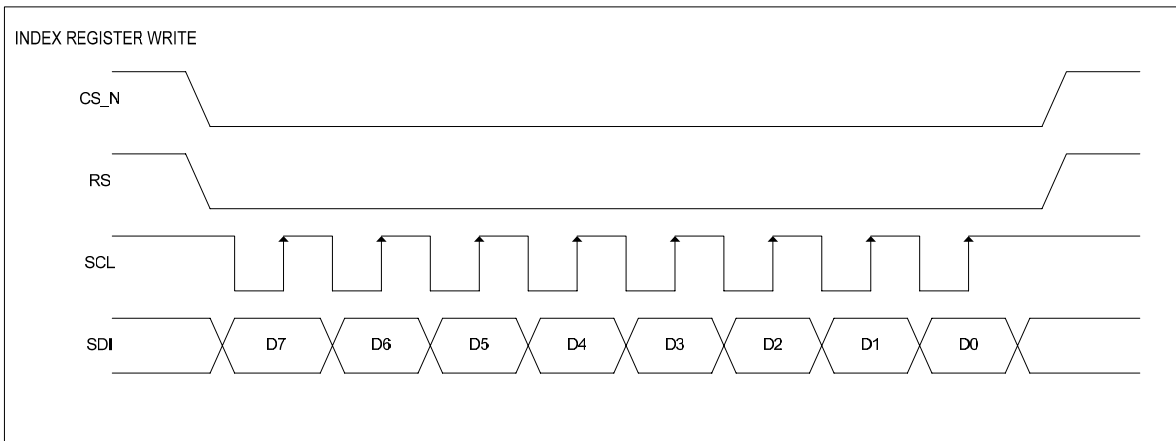 INDEX REGISTER WRITE
CS_N
RS
SCL
SDI D7 D6 D5 D4 D3 D2 D1 D0